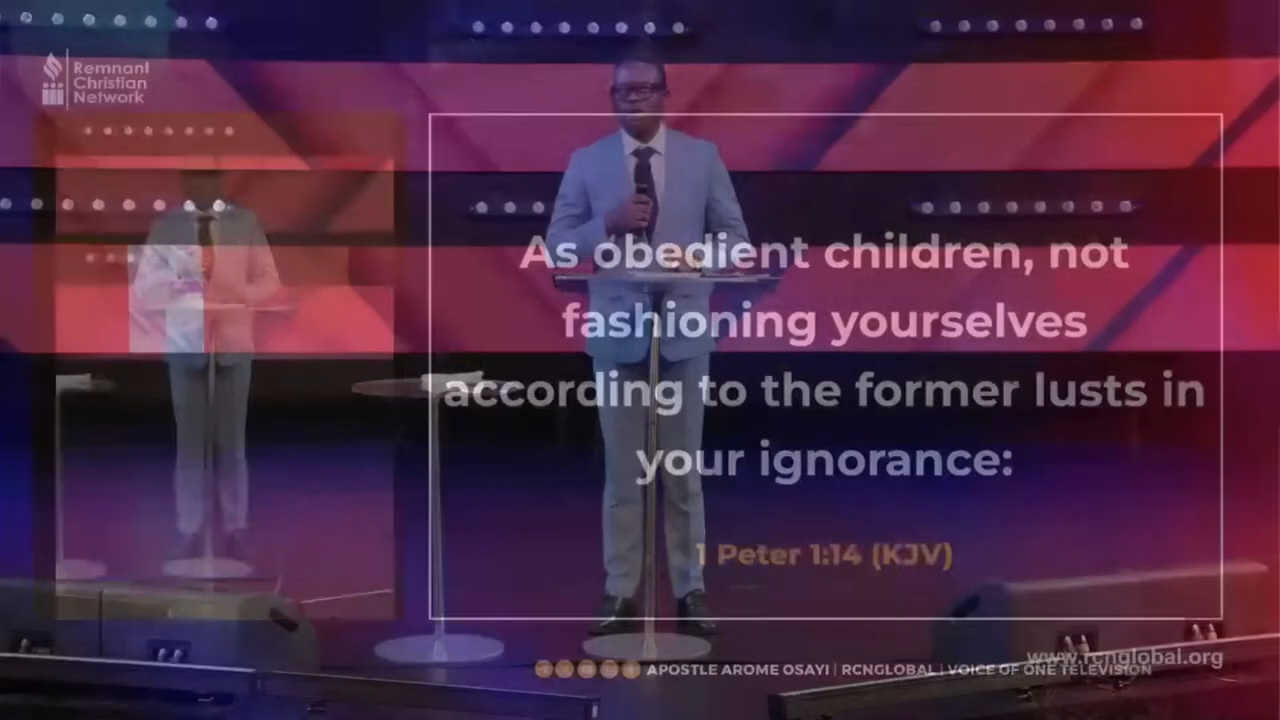 Remnant
Christian
Network
As obedient children, not
fashioning yourselves
according to the former lusts in
your ignorance:
1 Peter 1:14 (KJV)
www.rcnglobal.org
APOSTLE AROME OSAYI | RCNGLOBAL | VOICE OF ONE TELEVISION